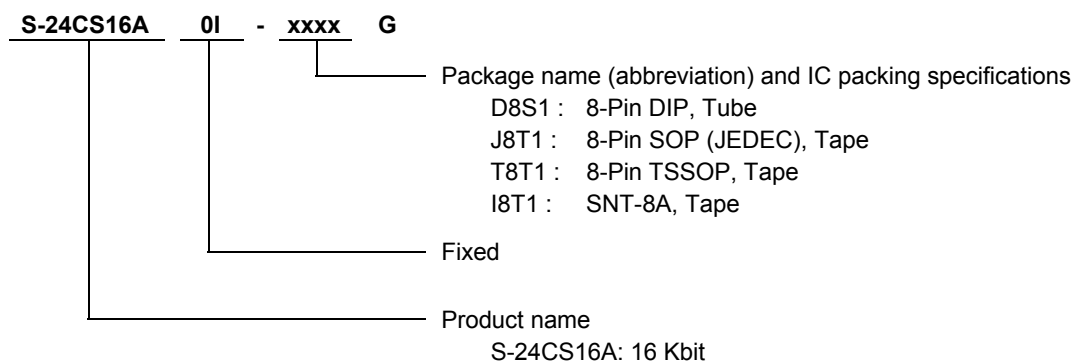 S-24CS16A 0I - xxxx G
Package name (abbreviation) and IC packing specifications
D8S1 : 8-Pin DIP, Tube
J8T1 : 8-Pin SOP (JEDEC), Tape
T8T1 : 8-Pin TSSOP, Tape
I8T1 : SNT-8A, Tape
Fixed
Product name
S-24CS16A: 16 Kbit